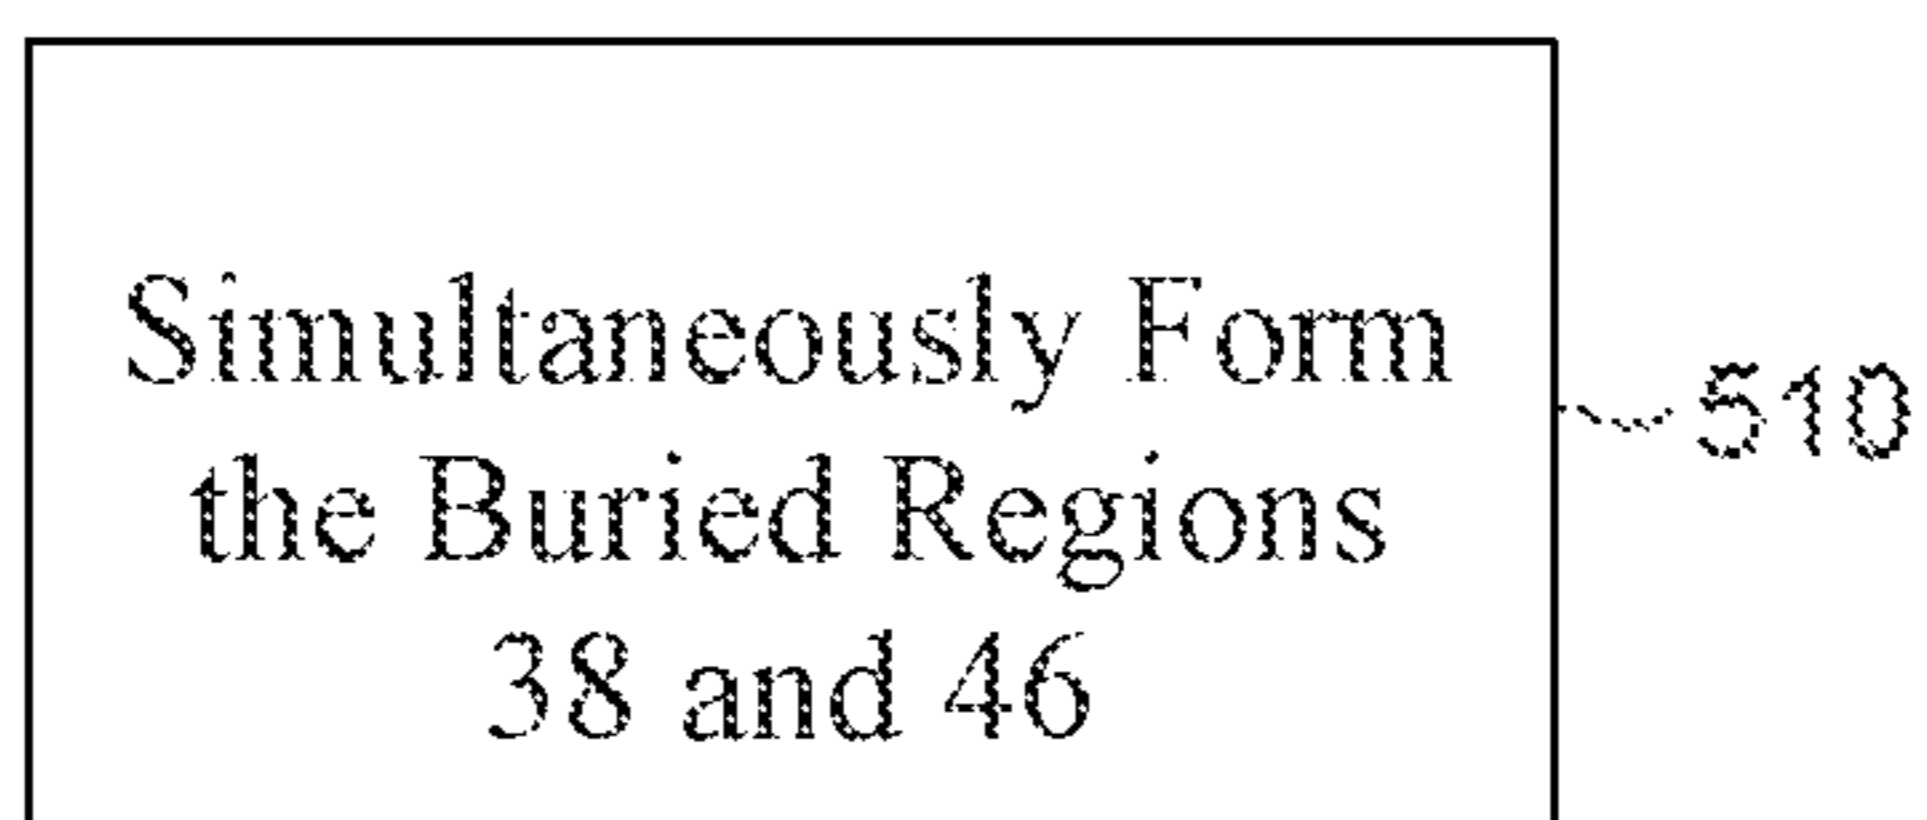 Simultaneously Form
the Buried Regions
38 and 46
510